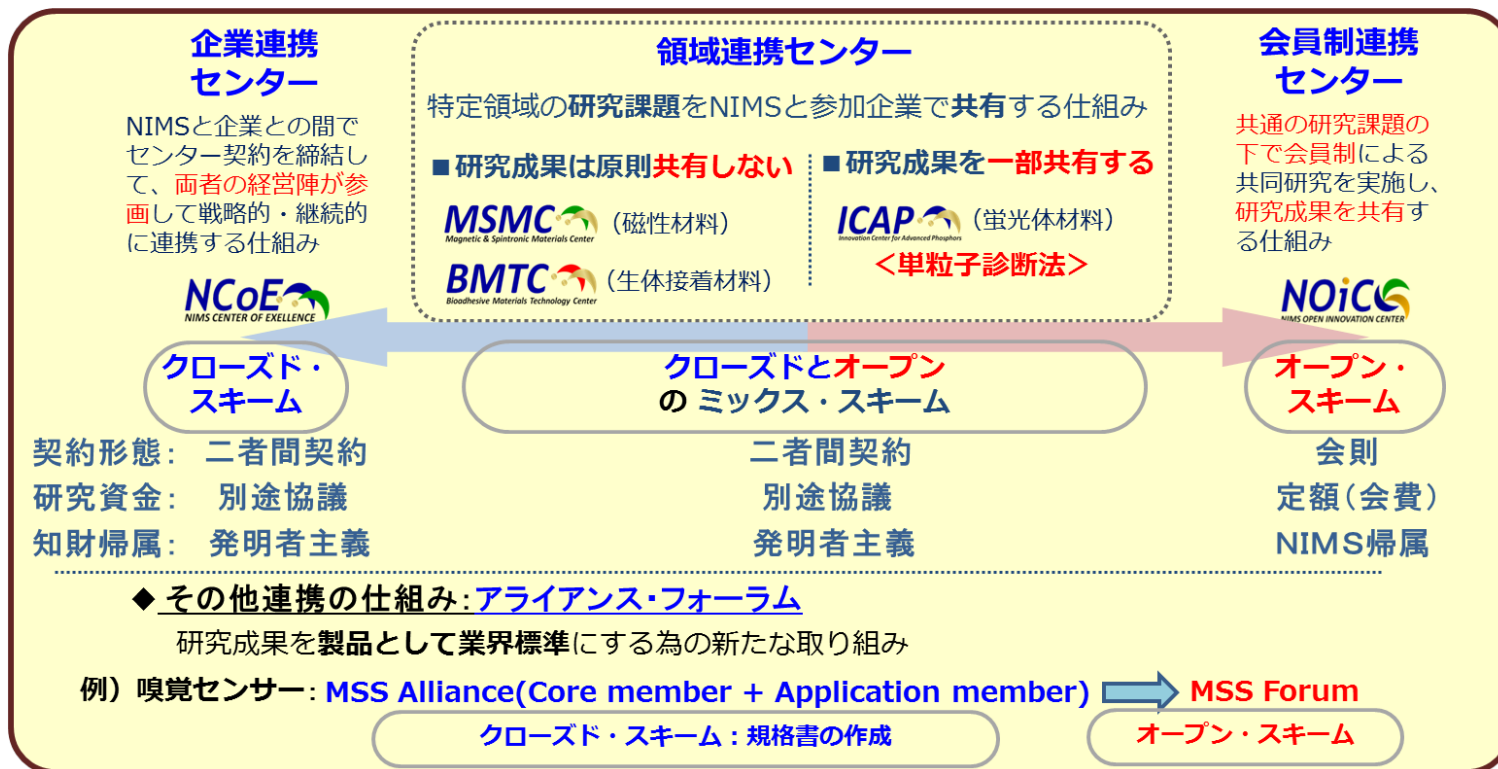 企業連携
センター
NIMSと企業との間で
センター契約を締結し
て、両者の経営陣が参
画して戦略的・継続的
に連携する仕組み
NCoE
NIMS CENTER OF EXELLENCE
領域連携センター
特定領域の研究課題をNIMSと参加企業で共有する仕組み
■研究成果は原則共有しない
MSMC（磁性材料）
Magnetic & Spintronic Materials Center
BMTC（生体接着材料）
Bioadhesive Materials Technology Center
■研究成果を一部共有する
ICAP（蛍光体材料）
Innovation Center for Advanced Phosphors
＜単粒子診断法＞
会員制連携
センター
共通の研究課題の
下で会員制による
共同研究を実施し、
研究成果を共有す
る仕組み
NOiC
NIMS OPEN INNOVATION CENTER
クローズド・
スキーム
クローズドとオープン
の ミックス・スキーム
オープン・
スキーム
契約形態： 二者間契約 二者間契約 会則
研究資金： 別途協議 別途協議 定額（会費）
知財帰属： 発明者主義 発明者主義 NIMS帰属
◆ その他連携の仕組み：アライアンス・フォーラム
研究成果を製品として業界標準にする為の新たな取り組み
例）嗅覚センサー：MSS Alliance(Core member + Application member) MSS Forum
クローズド・スキーム：規格書の作成 オープン・スキーム